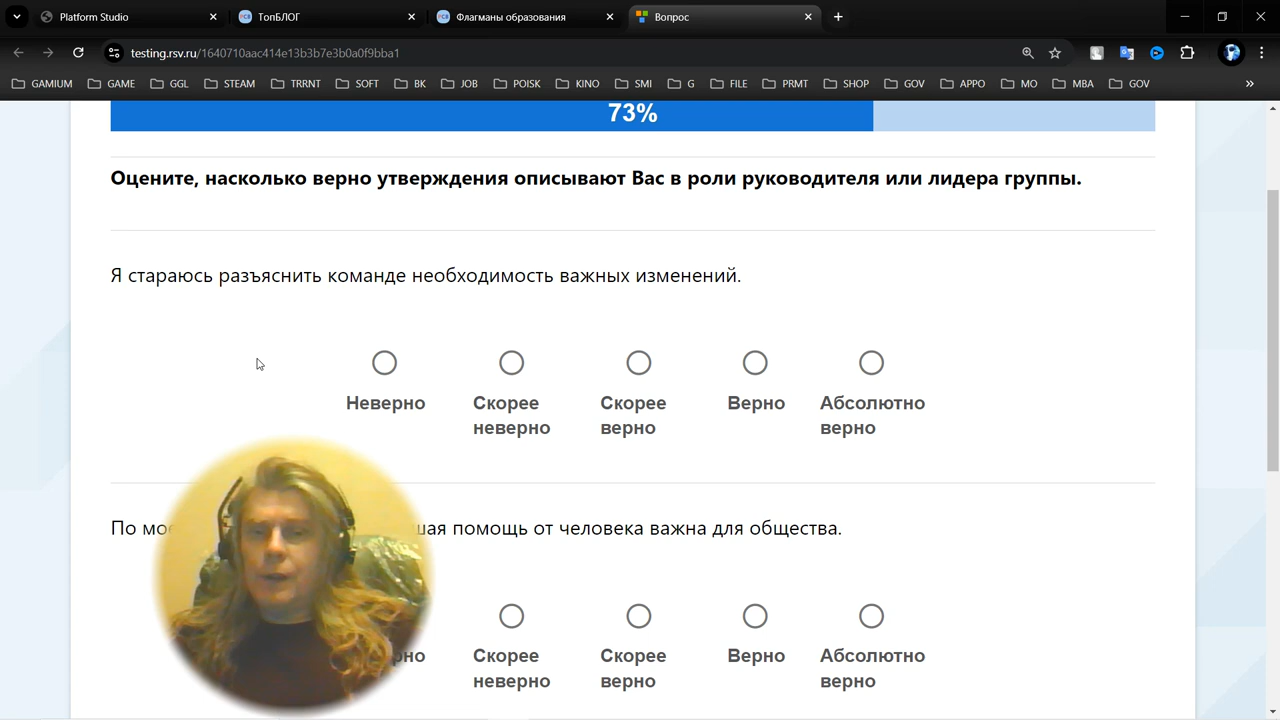 Platform Studio
ТопБЛОГ
Флагманы образования
Вопрос
testing.rsv.ru/1640710aac414e13b3b7e3b0a0f9bba1
GAMIUM GAME GGL STEAM TRRNT SOFT BK JOB POISK KINO SMI G FILE PRMT SHOP GOV APPO MO MBA GOV
73%
Оцените, насколько верно утверждения описывают Вас в роли руководителя или лидера группы.
Я стараюсь разъяснить команде необходимость важных изменений.
Неверно
Скорее неверно
Скорее верно
Верно
Абсолютно верно
По помощь от человека важна для общества.
Скорее неверно
Скорее верно
Верно
Абсолютно верно